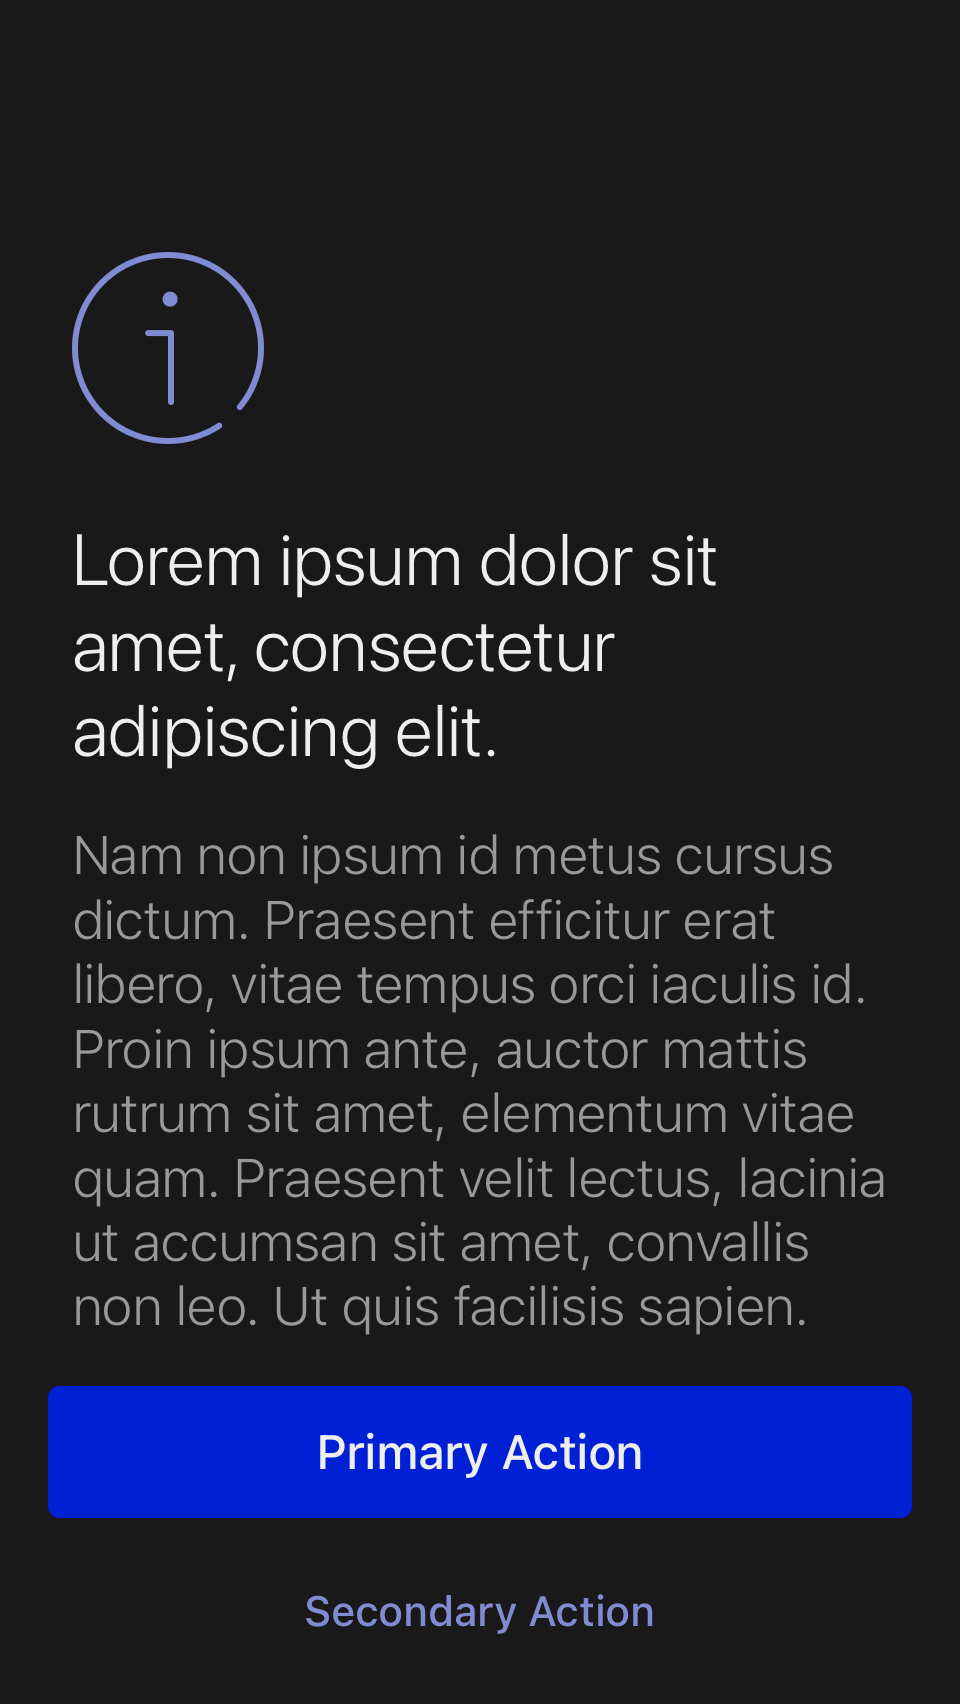 Lorem ipsum dolor sit
amet, consectetur
adipiscing elit.
Nam non ipsum id metus cursus
dictum. Praesent efficitur erat
libero, vitae tempus orci iaculis id.
Proin ipsum ante, auctor mattis
rutrum sit amet, elementum vitae
quam. Praesent velit lectus, lacinia
ut accumsan sit amet, convallis
non leo. Ut quis facilisis sapien.
Primary Action
Secondary Action